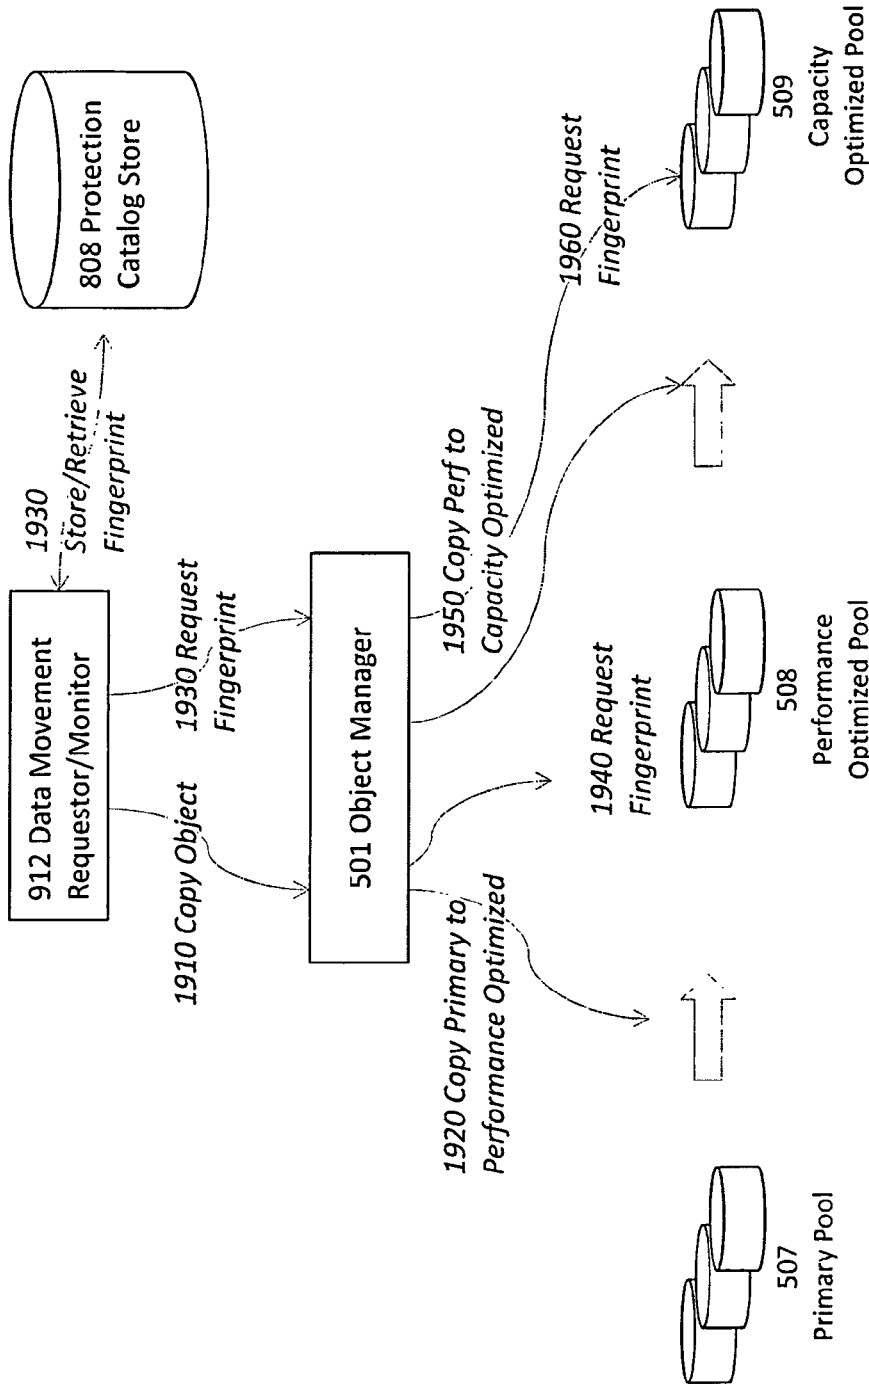 912 Data Movement
Requestor/Monitor
1930
Store/Retrieve
Fingerprint
808 Protection
Catalog Store
1910 Copy Object
1930 Request
Fingerprint
501 Object Manager
1920 Copy Primary to
Performance Optimized
1940 Request
Fingerprint
1950 Copy Perf to
Capacity Optimized
1960 Request
Fingerprint
507
Primary Pool
508
Performance
Optimized Pool
509
Capacity
Optimized Pool